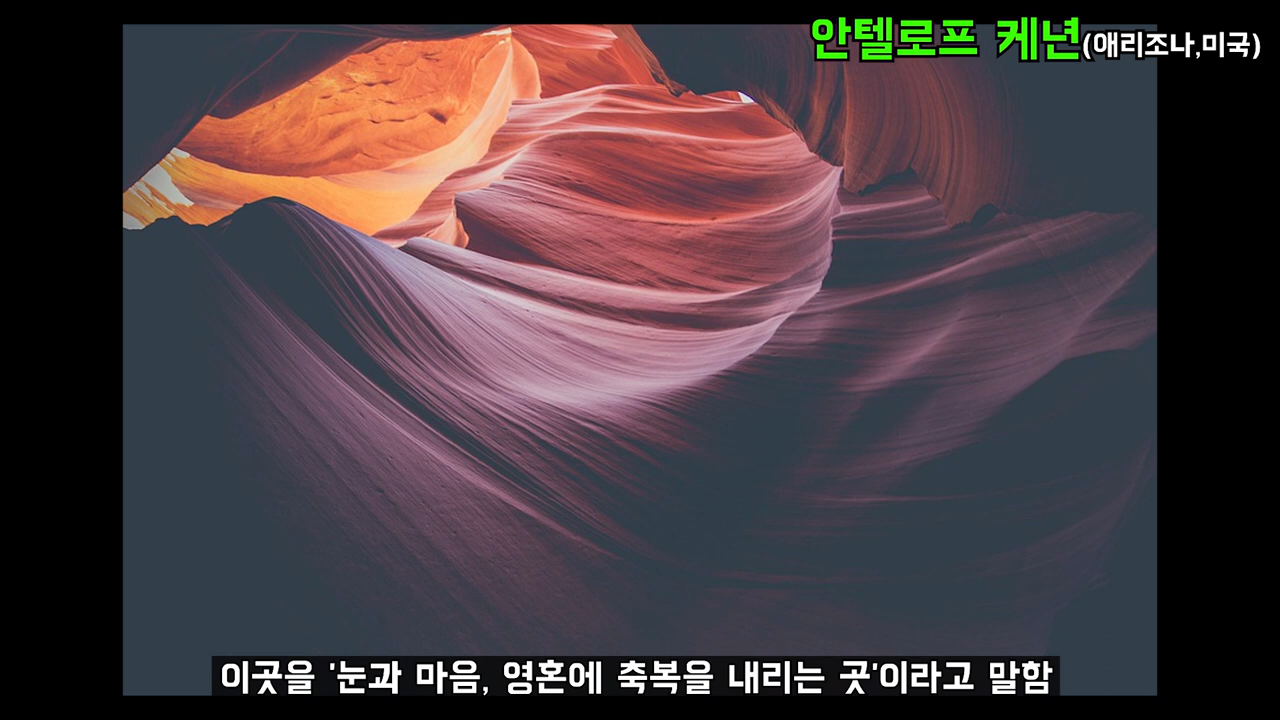 안텔로프 케년(애리조나,미국)
이곳을 '눈과 마음, 영혼에 축복을 내리는 곳'이라고 말함